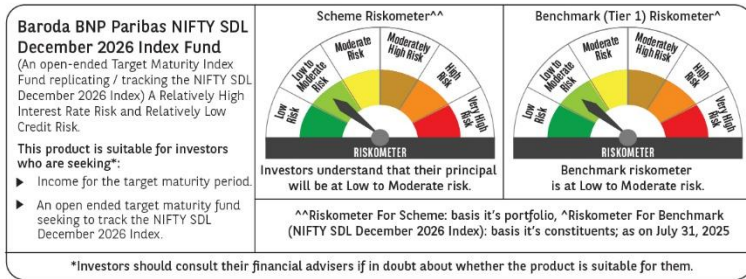 Baroda BNP Paribas NIFTY SDL
December 2026 Index Fund
(An open-ended Target Maturity Index
Fund replicating / tracking the NIFTY SDL
December 2026 Index) A Relatively High
Interest Rate Risk and Relatively Low
Credit Risk.
This product is suitable for investors
who are seeking*:
▶ Income for the target maturity period.
▶ An open ended target maturity fund
seeking to track the NIFTY SDL
December 2026 Index.
Scheme Riskometer^^
Low
Risk
Low to
Moderate
Risk
Moderate
Risk
Moderately
High Risk
High
Risk
Very High
Risk
RISKOMETER
Investors understand that their principal
will be at Low to Moderate risk.
Benchmark (Tier 1) Riskometer^
Low
Risk
Low to
Moderate
Risk
Moderate
Risk
Moderately
High Risk
High
Risk
Very High
Risk
RISKOMETER
Benchmark riskometer
is at Low to Moderate risk.
^^Riskometer For Scheme: basis it's portfolio, ^Riskometer For Benchmark
(NIFTY SDL December 2026 Index): basis it's constituents; as on July 31, 2025
*Investors should consult their financial advisers if in doubt about whether the product is suitable for them.